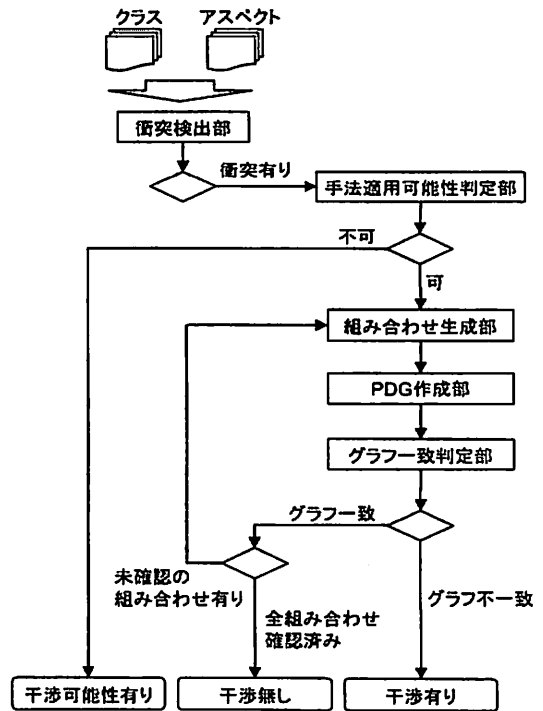 クラス アスペクト
衝突検出部
衝突有り
手法適用可能性判定部
不可
可
組み合わせ生成部
PDG作成部
グラフ一致判定部
グラフ一致
未確認の
組み合わせ有り
全組み合わせ
確認済み
グラフ不一致
干渉可能性有り
干渉無し
干渉有り